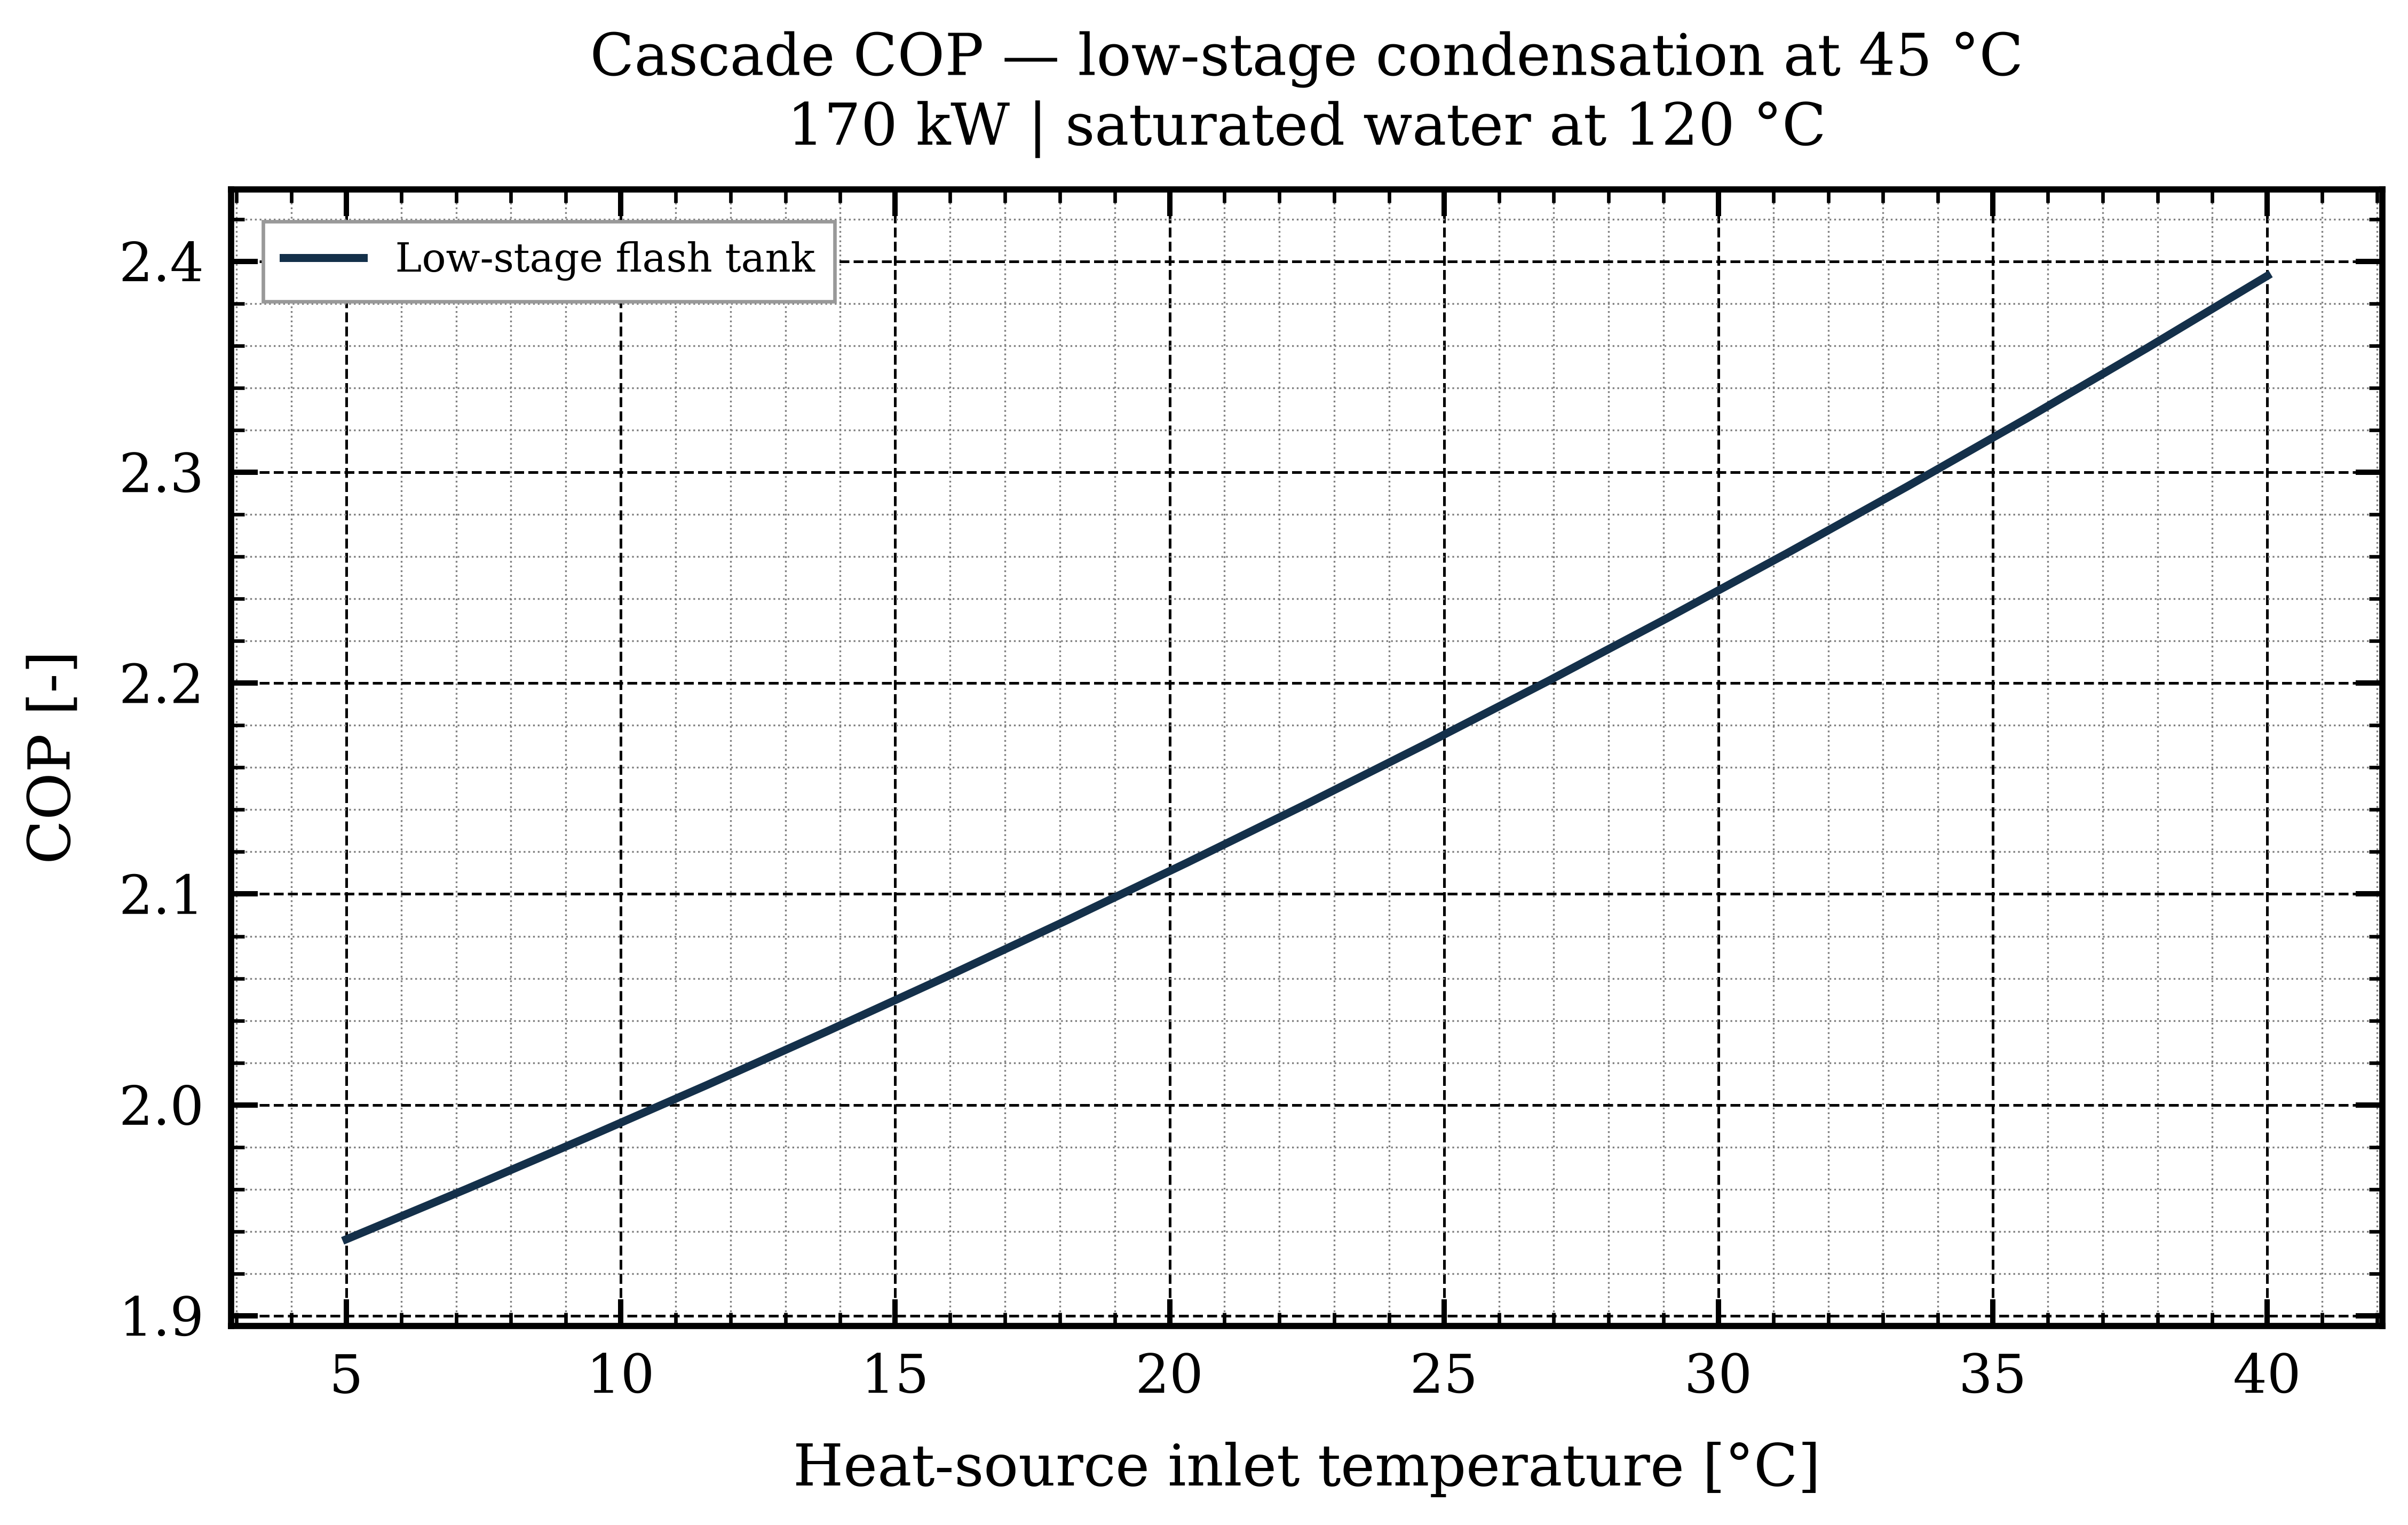 Cascade COP — low-stage condensation at 45 °C
170 kW | saturated water at 120 °C
Low-stage flash tank
COP [-]
2.4
2.3
2.2
2.1
2.0
1.9
5 10 15 20 25 30 35 40
Heat-source inlet temperature [°C]